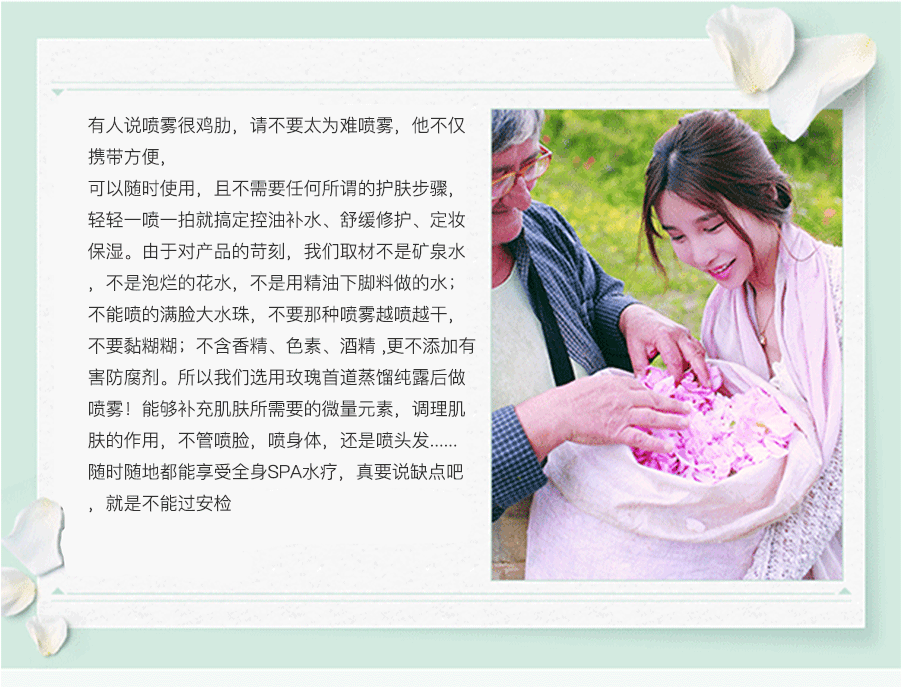 有人说喷雾很鸡肋，请不要太为难喷雾，他不仅
携带方便，
可以随时使用，且不需要任何所谓的护肤步骤，
轻轻一喷一拍就搞定控油补水、舒缓修护、定妆
保湿。由于对产品的苛刻，我们取材不是矿泉水
，不是泡烂的花水，不是用精油下脚料做的水；
不能喷的满脸大水珠，不要那种喷雾越喷越干，
不要黏糊糊；不含香精、色素、酒精 ,更不添加有
害防腐剂。所以我们选用玫瑰首道蒸馏纯露后做
喷雾！能够补充肌肤所需要的微量元素，调理肌
肤的作用，不管喷脸，喷身体，还是喷头发......
随时随地都能享受全身SPA水疗，真要说缺点吧
，就是不能过安检